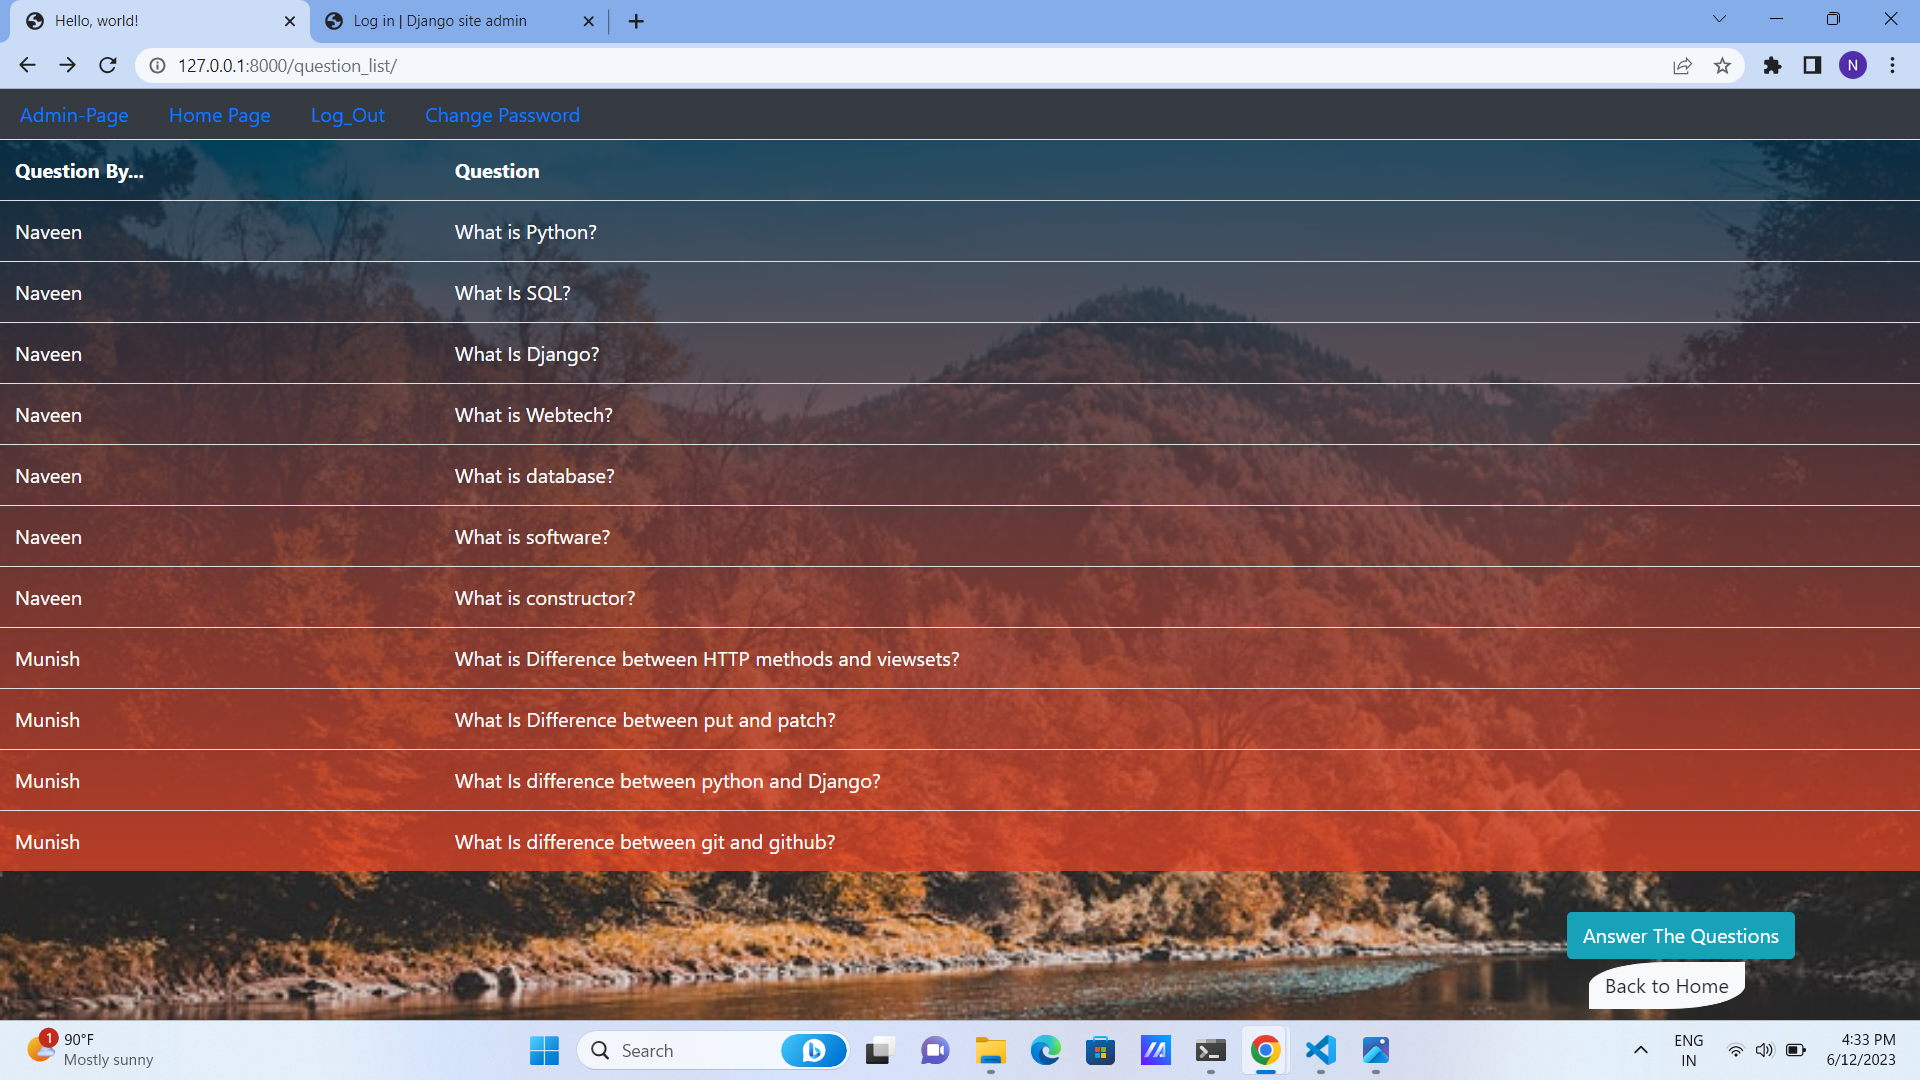 Hello, world!
Log in | Django site admin
127.0.0.1:8000/question_list/
N
Admin-Page Home Page Log_Out Change Password
Question By... Question
Naveen What is Python?
Naveen What Is SQL?
Naveen What Is Django?
Naveen What is Webtech?
Naveen What is database?
Naveen What is software?
Naveen What is constructor?
Munish What is Difference between HTTP methods and viewsets?
Munish What Is Difference between put and patch?
Munish What Is difference between python and Django?
Munish What Is difference between git and github?
Answer The Questions
Back to Home
1
90°F
Mostly sunny
Search
ENG
IN
4:33 PM
6/12/2023